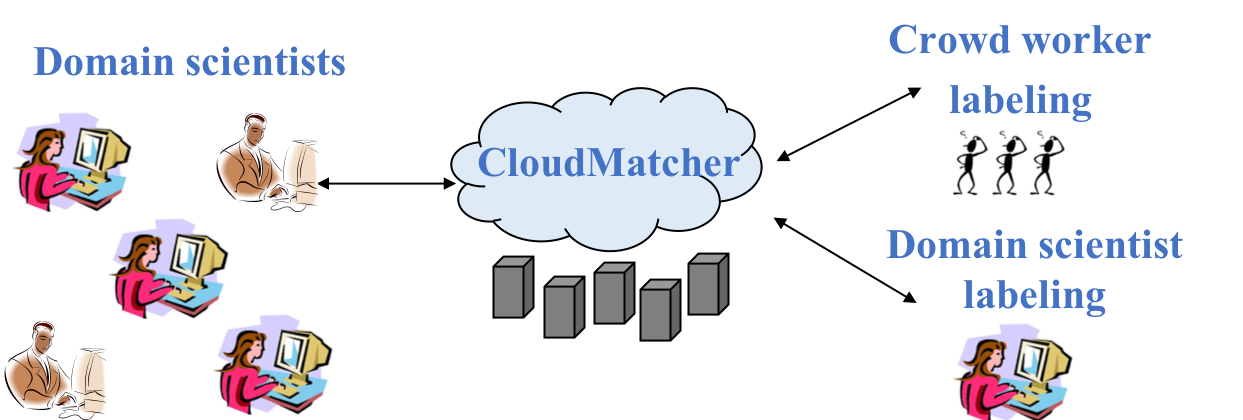 Domain scientists
CloudMatcher
Crowd worker
labeling
Domain scientist
labeling